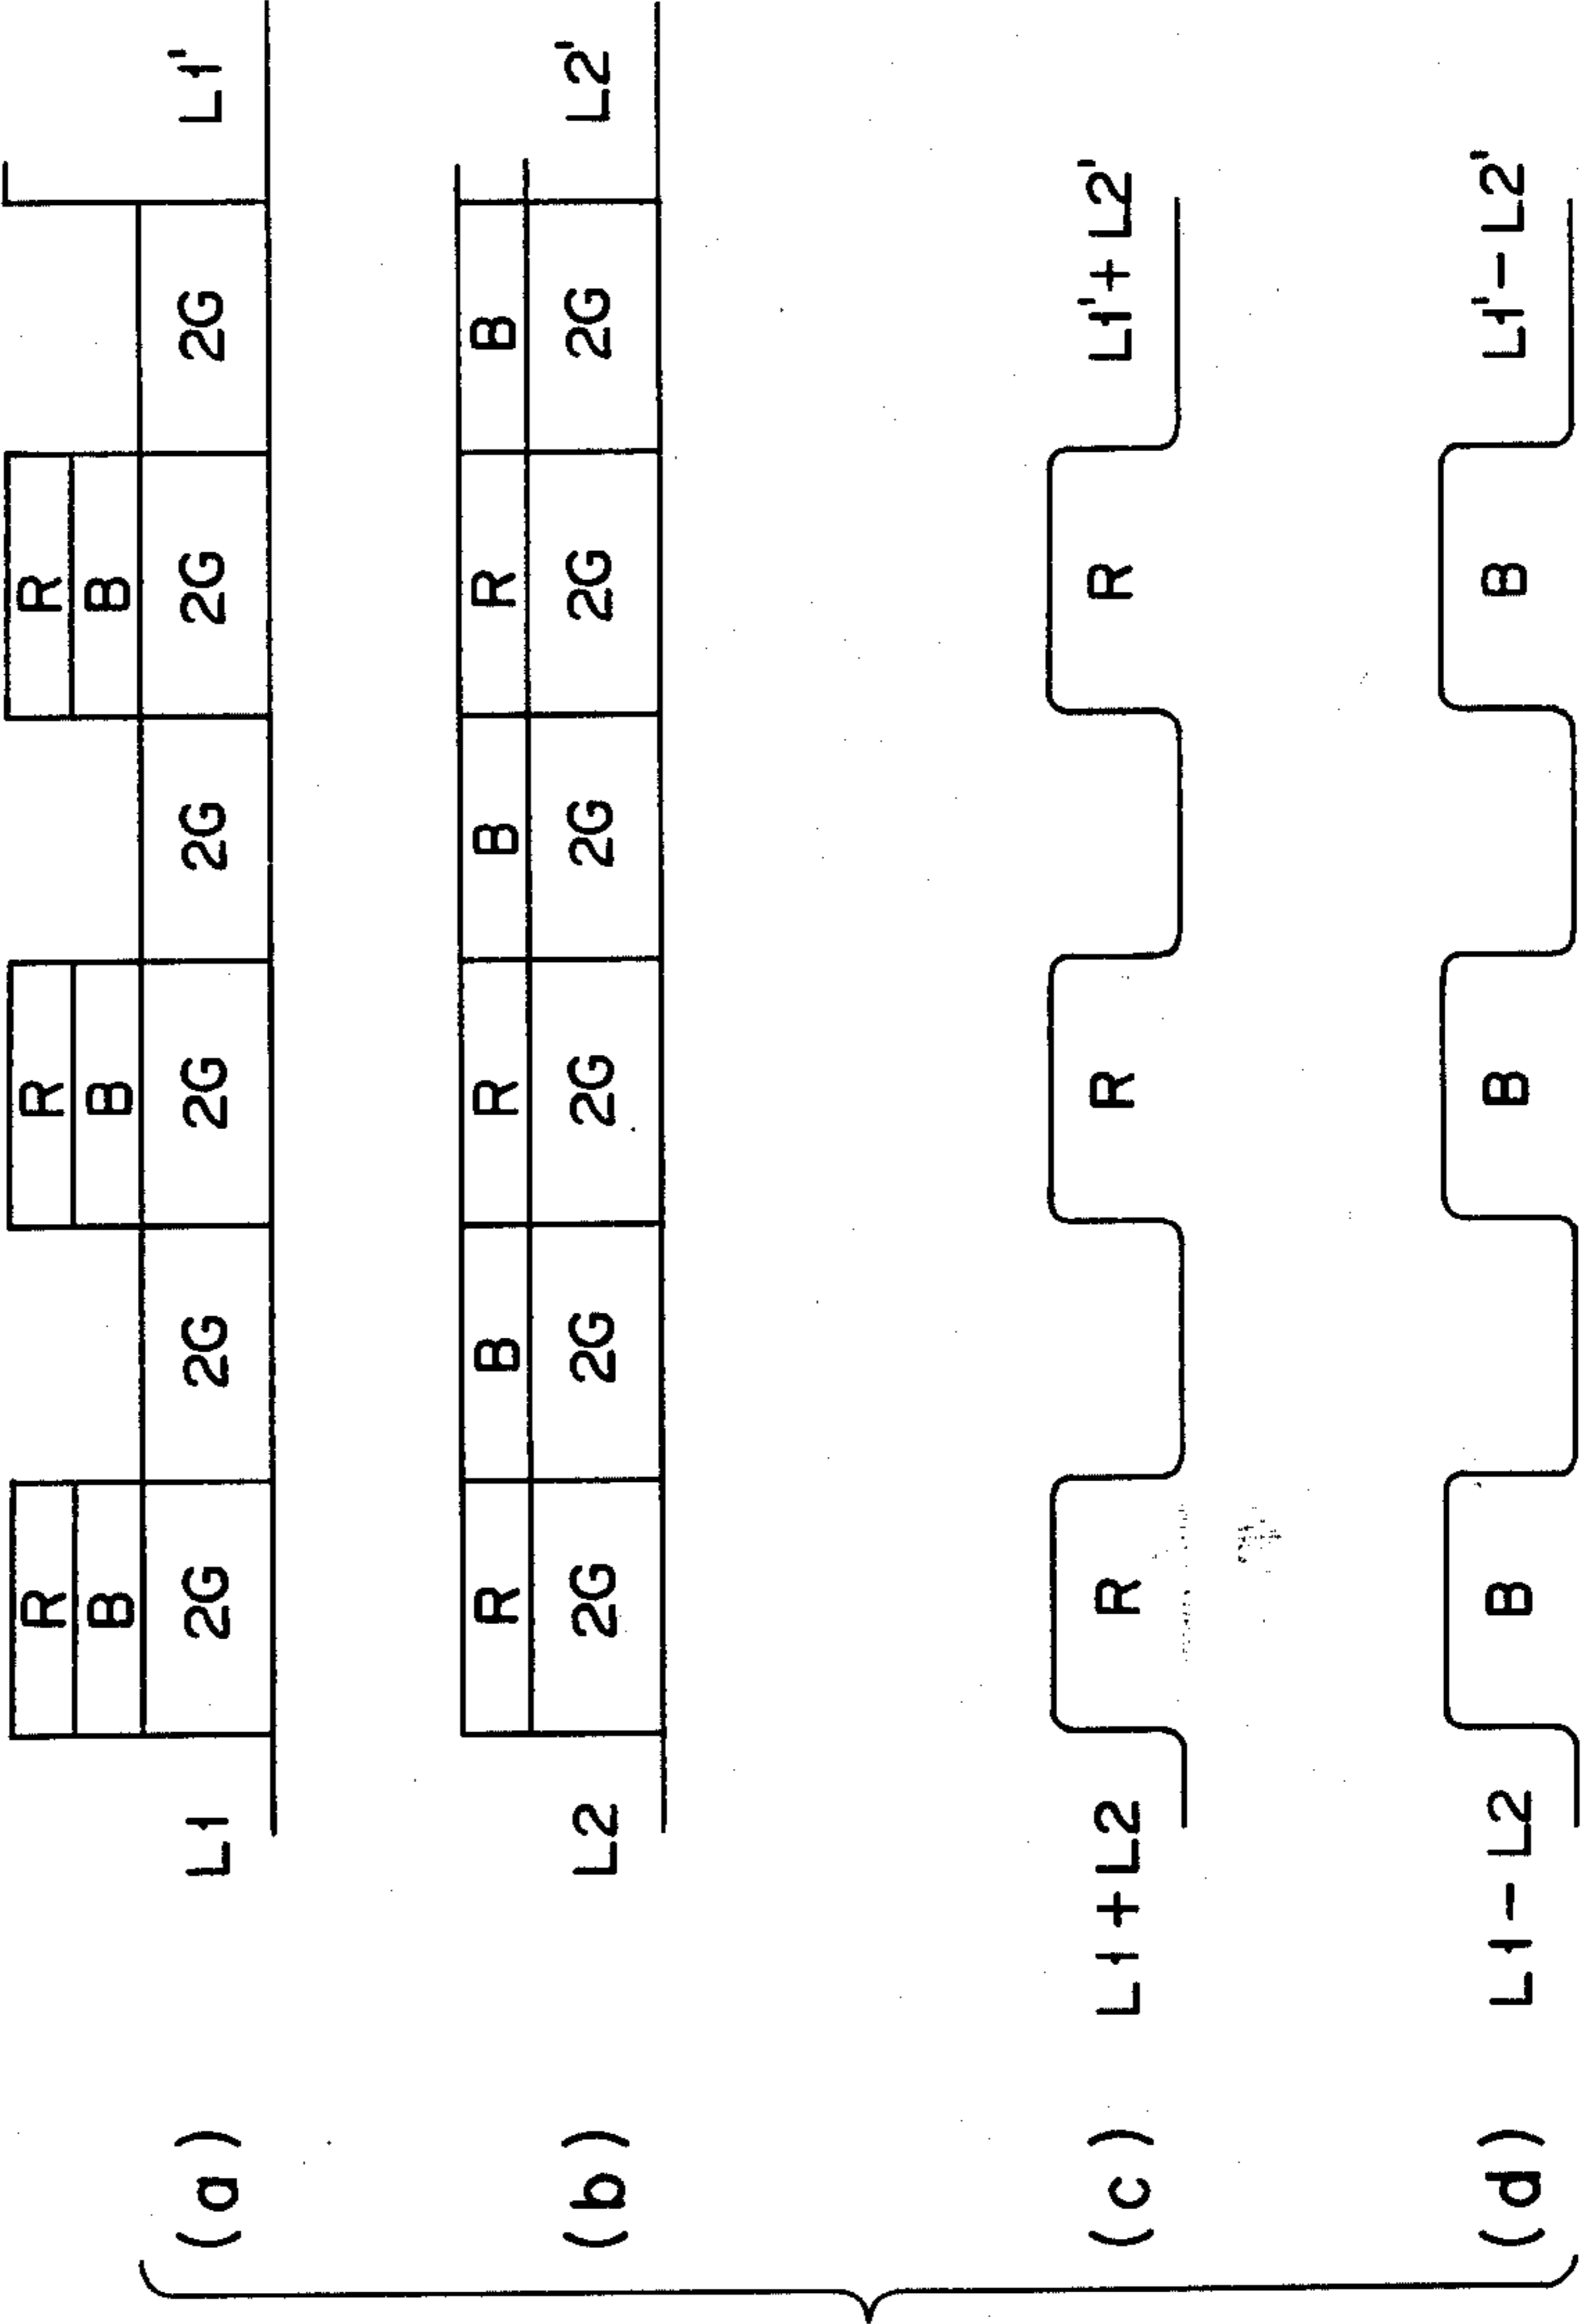 (a) L1 R R R L1'
B B B
2G 2G 2G 2G 2G 2G
(b) L2 R B R B R B L2'
2G 2G 2G 2G 2G 2G
(c) L1+L2 R R R L1'+L2'
(d) L1-L2 B B B L1'-L2'